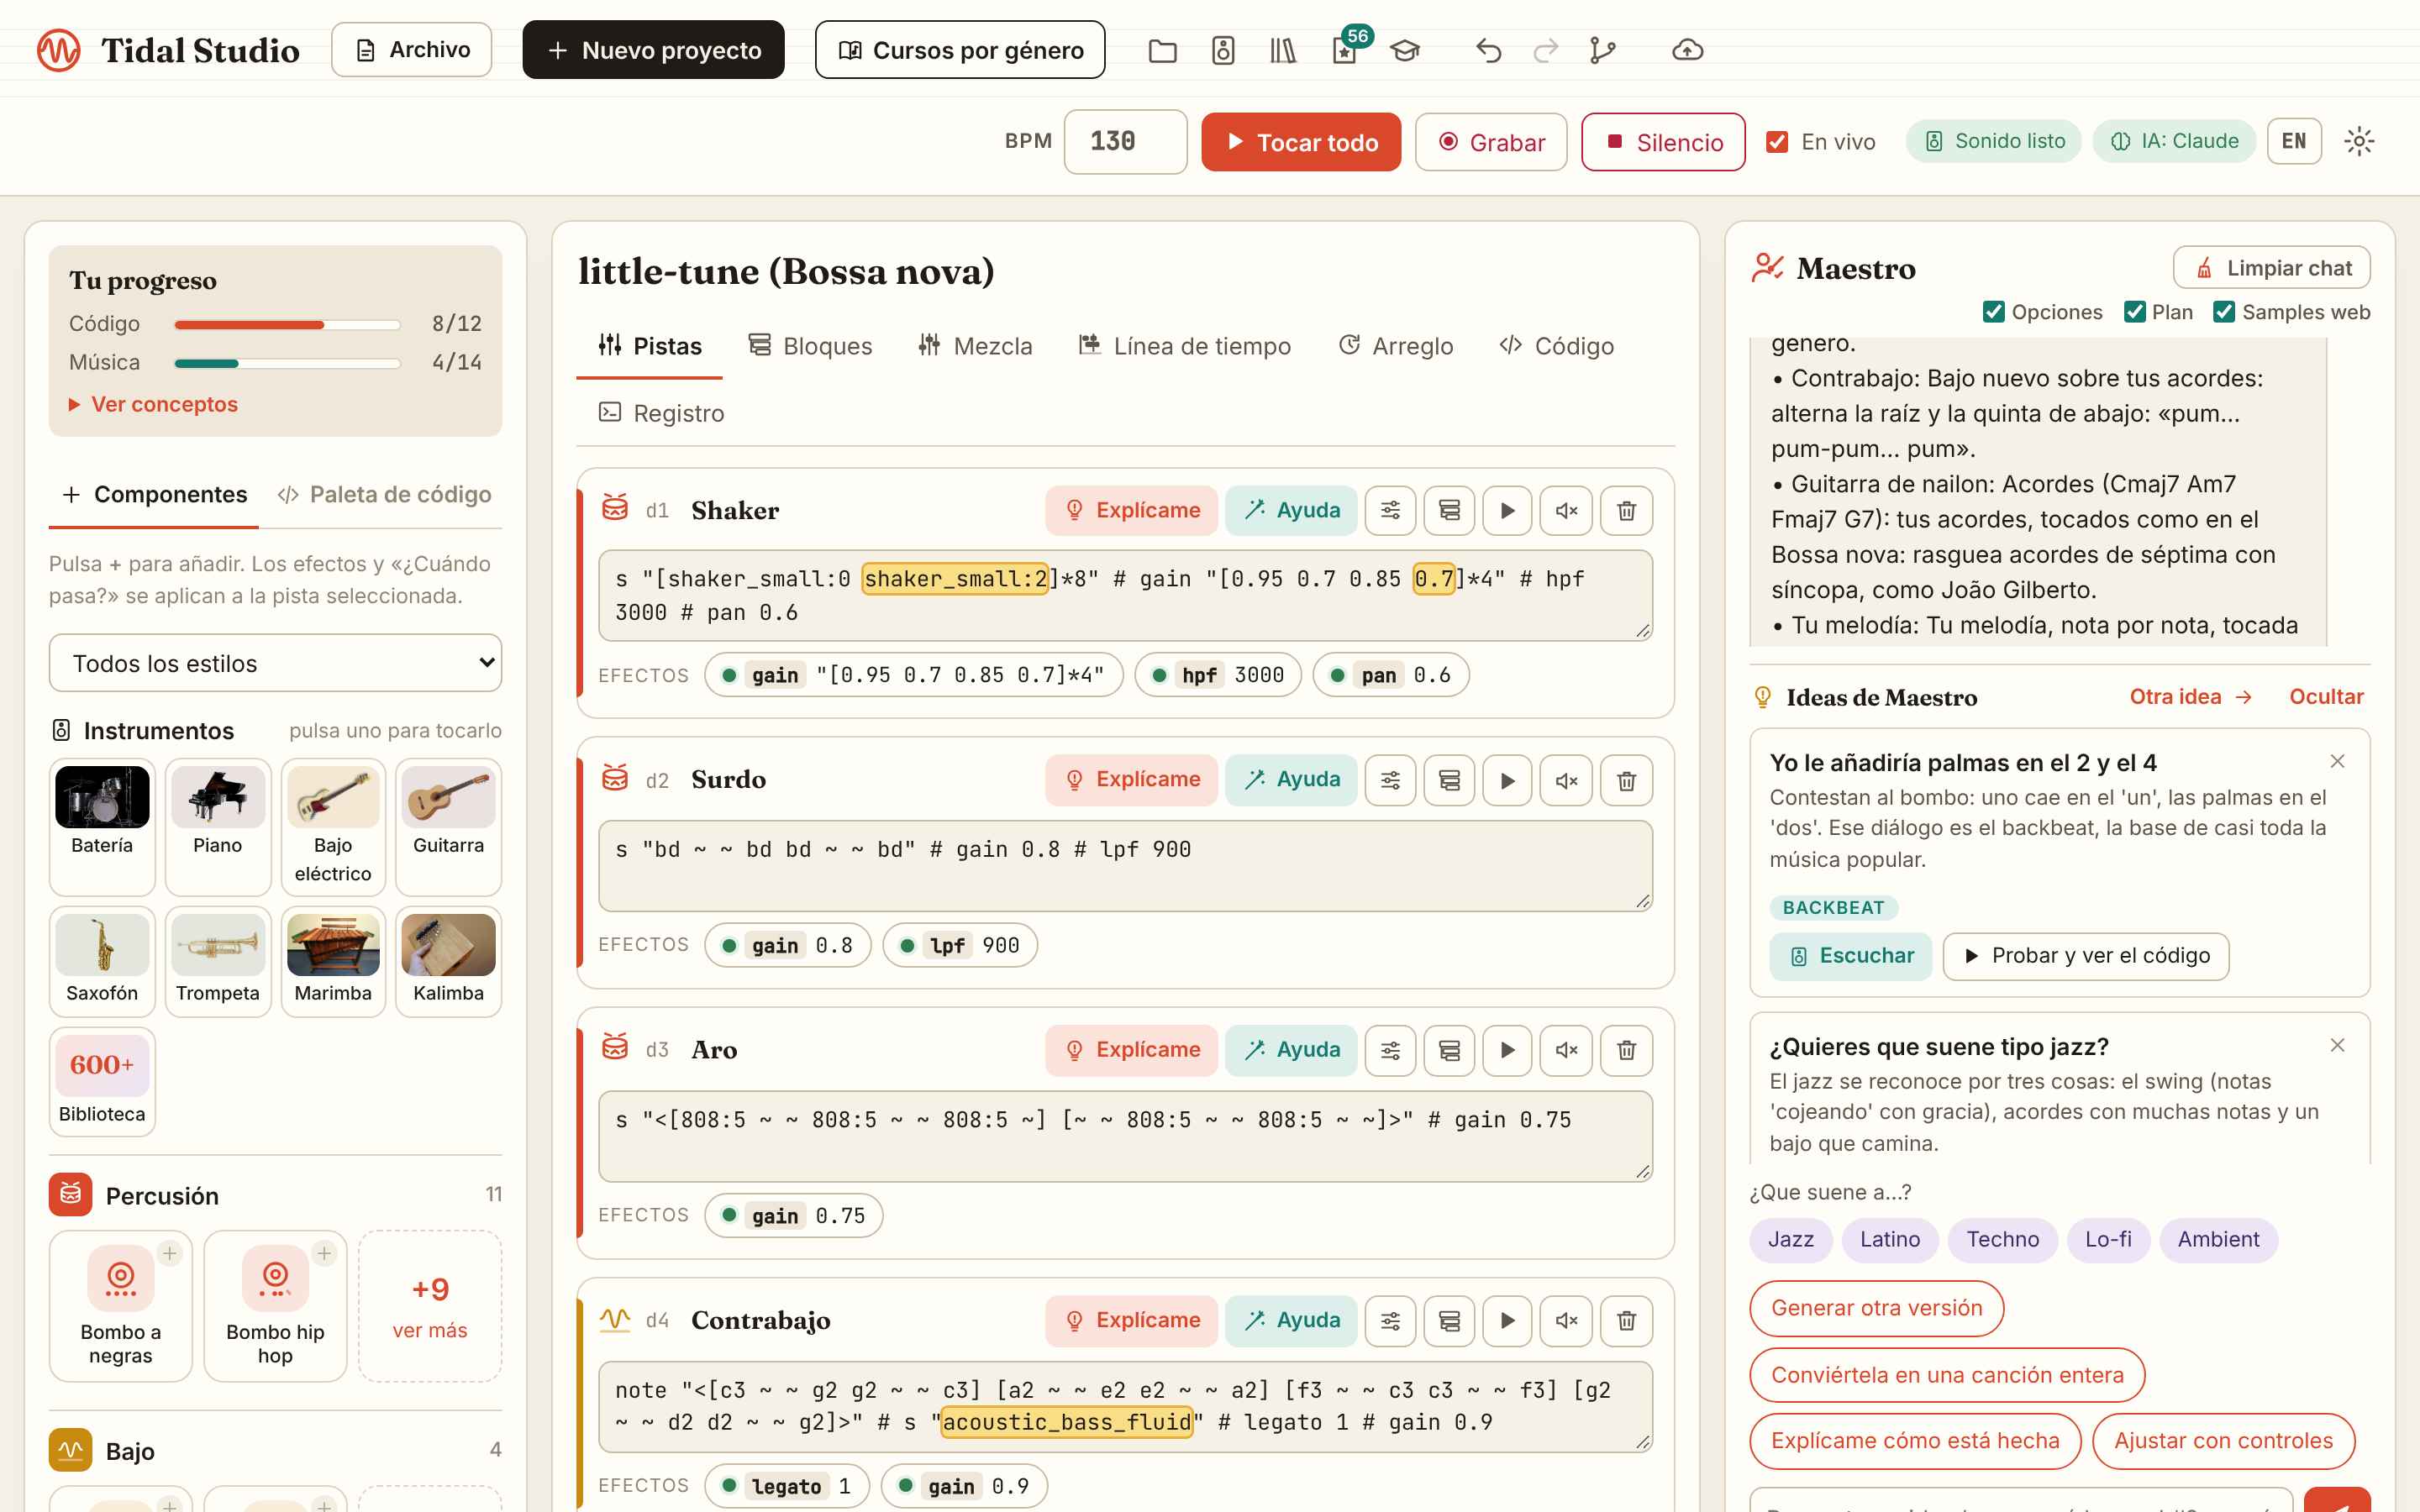 Tidal Studio
Archivo
Nuevo proyecto
Cursos por género
56
BPM
130
Tocar todo
Grabar
Silencio
En vivo
Sonido listo
IA: Claude
EN
Tu progreso
Código
8/12
Música
4/14
Ver conceptos
Componentes
Paleta de código
Pulsa + para añadir. Los efectos y «¿Cuándo
pasa?» se aplican a la pista seleccionada.
Todos los estilos
Instrumentos
pulsa uno para tocarlo
Batería
Piano
Bajo
eléctrico
Guitarra
Saxofón
Trompeta
Marimba
Kalimba
600+
Biblioteca
Percusión
11
Bombo a
negras
Bombo hip
hop
+9
ver más
Bajo
4
little-tune (Bossa nova)
Pistas
Bloques
Mezcla
Línea de tiempo
Arreglo
Código
Registro
d1
Shaker
Explícame
Ayuda
s "[shaker_small:0 shaker_small:2]*8" # gain "[0.95 0.7 0.85 0.7]*4" # hpf
3000 # pan 0.6
EFECTOS
gain "[0.95 0.7 0.85 0.7]*4"
hpf 3000
pan 0.6
d2
Surdo
Explícame
Ayuda
s "bd ~ ~ bd bd ~ ~ bd" # gain 0.8 # lpf 900
EFECTOS
gain 0.8
lpf 900
d3
Aro
Explícame
Ayuda
s "<[808:5 ~ ~ 808:5 ~ ~ 808:5 ~] [~ ~ 808:5 ~ ~ 808:5 ~ ~]>" # gain 0.75
EFECTOS
gain 0.75
d4
Contrabajo
Explícame
Ayuda
note "<[c3 ~ ~ g2 g2 ~ ~ c3] [a2 ~ ~ e2 e2 ~ ~ a2] [f3 ~ ~ c3 c3 ~ ~ f3] [g2
~ ~ d2 d2 ~ ~ g2]>" # s "acoustic_bass_fluid" # legato 1 # gain 0.9
EFECTOS
legato 1
gain 0.9
Maestro
Limpiar chat
Opciones
Plan
Samples web
género.
• Contrabajo: Bajo nuevo sobre tus acordes:
alterna la raíz y la quinta de abajo: «pum…
pum-pum… pum».
• Guitarra de nailon: Acordes (Cmaj7 Am7
Fmaj7 G7): tus acordes, tocados como en el
Bossa nova: rasguea acordes de séptima con
síncopa, como João Gilberto.
• Tu melodía: Tu melodía, nota por nota, tocada
Ideas de Maestro
Otra idea →
Ocultar
Yo le añadiría palmas en el 2 y el 4
Contestan al bombo: uno cae en el 'un', las palmas en el
'dos'. Ese diálogo es el backbeat, la base de casi toda la
música popular.
BACKBEAT
Escuchar
Probar y ver el código
¿Quieres que suene tipo jazz?
El jazz se reconoce por tres cosas: el swing (notas
'cojeando' con gracia), acordes con muchas notas y un
bajo que camina.
¿Que suene a…?
Jazz
Latino
Techno
Lo-fi
Ambient
Generar otra versión
Conviértela en una canción entera
Explícame cómo está hecha
Ajustar con controles